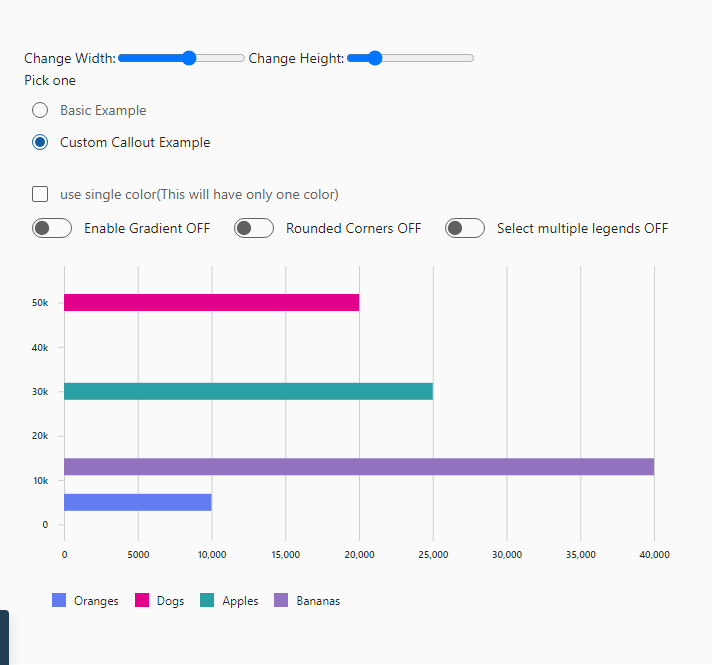 Change Width: Change Height:
Pick one
Basic Example
Custom Callout Example
use single color(This will have only one color)
Enable Gradient OFF Rounded Corners OFF Select multiple legends OFF
50k
40k
30k
20k
10k
0
0 5000 10,000 15,000 20,000 25,000 30,000 35,000 40,000
Oranges Dogs Apples Bananas